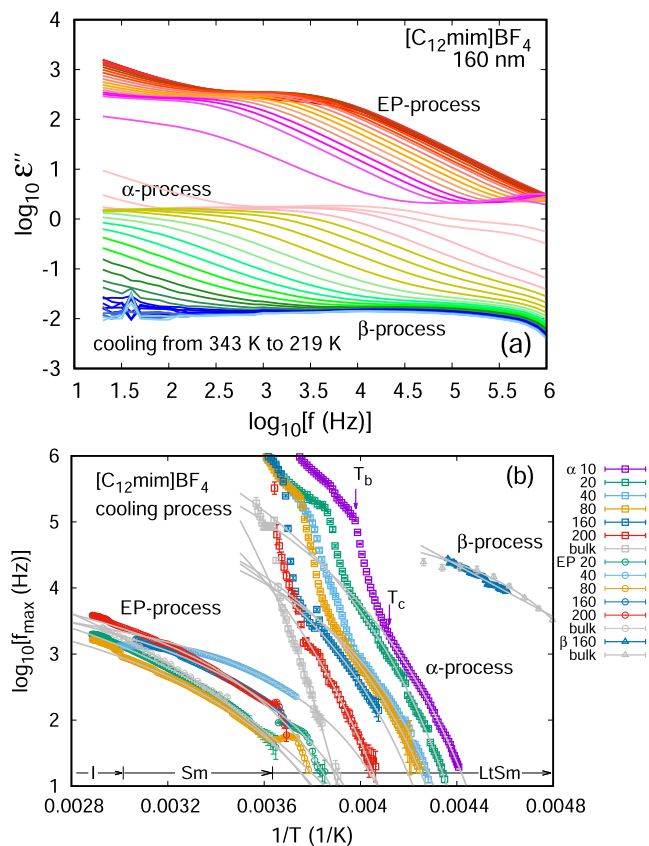 [C12mim]BF4
160 nm
EP-process
α-process
β-process
cooling from 343 K to 219 K
(a)
log10 ε″
3
2
1
0
-1
-2
-3
1 1.5 2 2.5 3 3.5 4 4.5 5 5.5 6
log10[f (Hz)]
[C12mim]BF4
cooling process
(b)
Tb
β-process
EP-process
Tc
α-process
I Sm LtSm
log10[fmax (Hz)]
6
5
4
3
2
1
0.0028 0.0032 0.0036 0.004 0.0044 0.0048
1/T (1/K)
α 10
20
40
80
160
200
bulk
EP 20
40
80
160
200
bulk
β 160
bulk